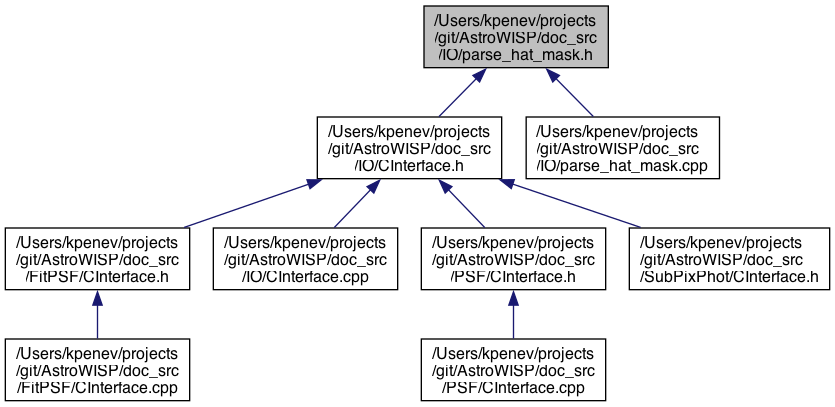 /Users/kpenev/projects
/git/AstroWISP/doc_src
/IO/parse_hat_mask.h
/Users/kpenev/projects
/git/AstroWISP/doc_src
/IO/CInterface.h
/Users/kpenev/projects
/git/AstroWISP/doc_src
/IO/parse_hat_mask.cpp
/Users/kpenev/projects
/git/AstroWISP/doc_src
/FitPSF/CInterface.h
/Users/kpenev/projects
/git/AstroWISP/doc_src
/IO/CInterface.cpp
/Users/kpenev/projects
/git/AstroWISP/doc_src
/PSF/CInterface.h
/Users/kpenev/projects
/git/AstroWISP/doc_src
/SubPixPhot/CInterface.h
/Users/kpenev/projects
/git/AstroWISP/doc_src
/FitPSF/CInterface.cpp
/Users/kpenev/projects
/git/AstroWISP/doc_src
/PSF/CInterface.cpp